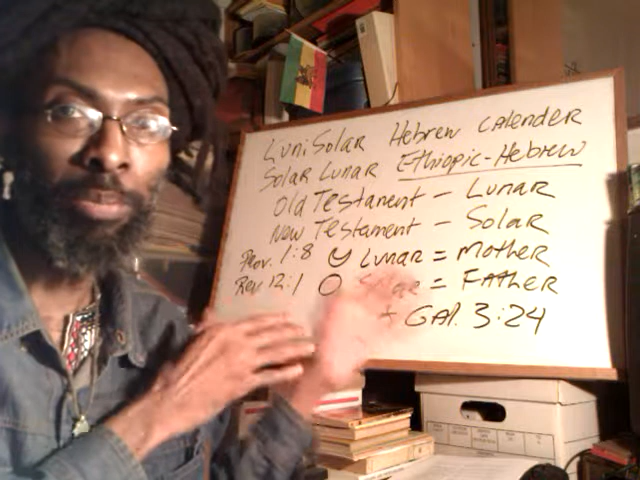 LuniSolar Hebrew calender
Solar Lunar Ethiopic-Hebrew
Old Testament - Lunar
New Testament - Solar
Prov. 1:8 Lunar = Mother
Rev 12:1 = Father
+ GAl. 3:24